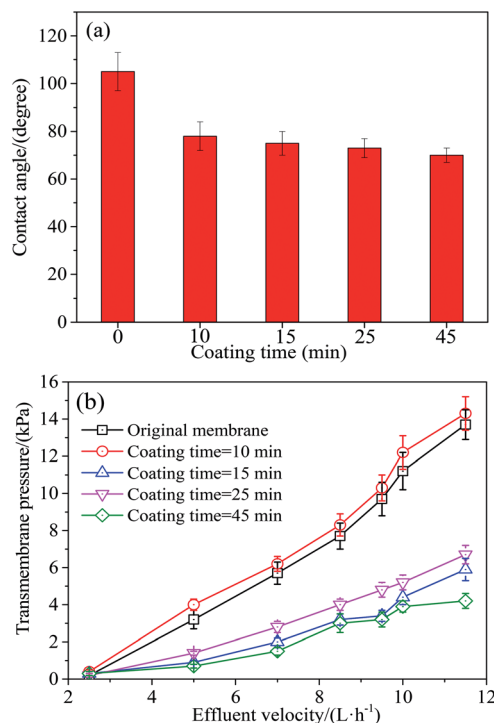 (a)
Contact angle/(degree)
120
100
80
60
40
20
0
0 10 15 25 45
Coating time (min)
(b)
Transmembrane pressure/(kPa)
16
14
12
10
8
6
4
2
0
Original membrane
Coating time=10 min
Coating time=15 min
Coating time=25 min
Coating time=45 min
2 4 6 8 10 12
Effluent velocity/(L·h⁻¹)